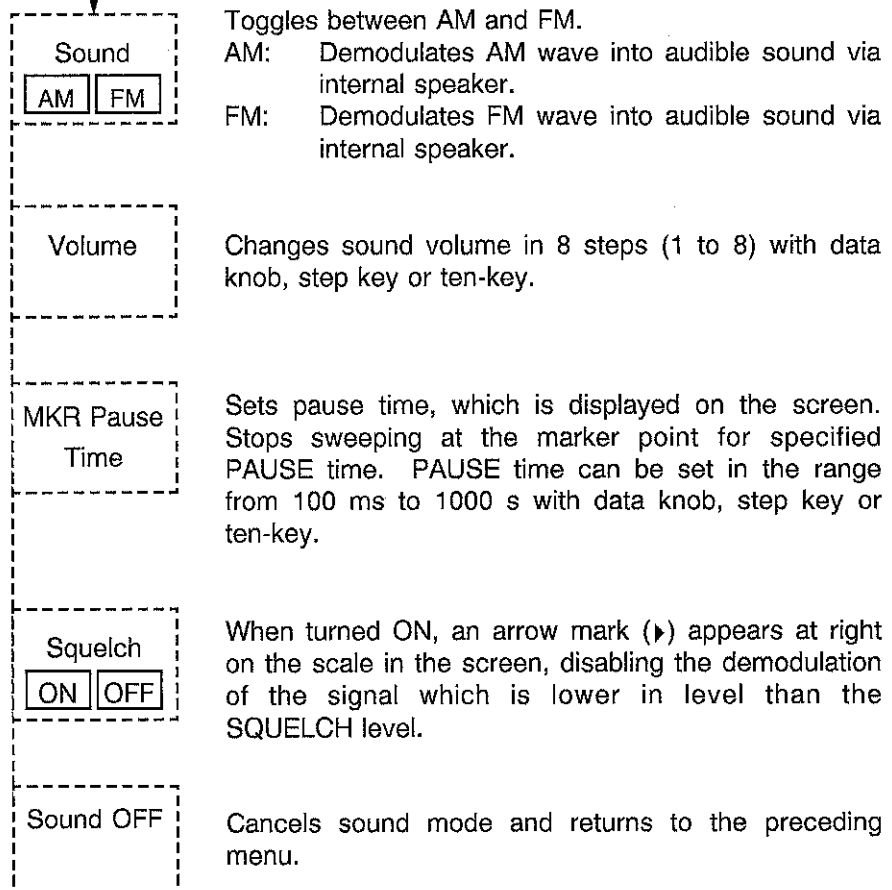 Sound
AM FM
Toggles between AM and FM.
AM: Demodulates AM wave into audible sound via
internal speaker.
FM: Demodulates FM wave into audible sound via
internal speaker.
Volume
Changes sound volume in 8 steps (1 to 8) with data
knob, step key or ten-key.
MKR Pause
Time
Sets pause time, which is displayed on the screen.
Stops sweeping at the marker point for specified
PAUSE time. PAUSE time can be set in the range
from 100 ms to 1000 s with data knob, step key or
ten-key.
Squelch
ON OFF
When turned ON, an arrow mark (▶) appears at right
on the scale in the screen, disabling the demodulation
of the signal which is lower in level than the
SQUELCH level.
Sound OFF
Cancels sound mode and returns to the preceding
menu.